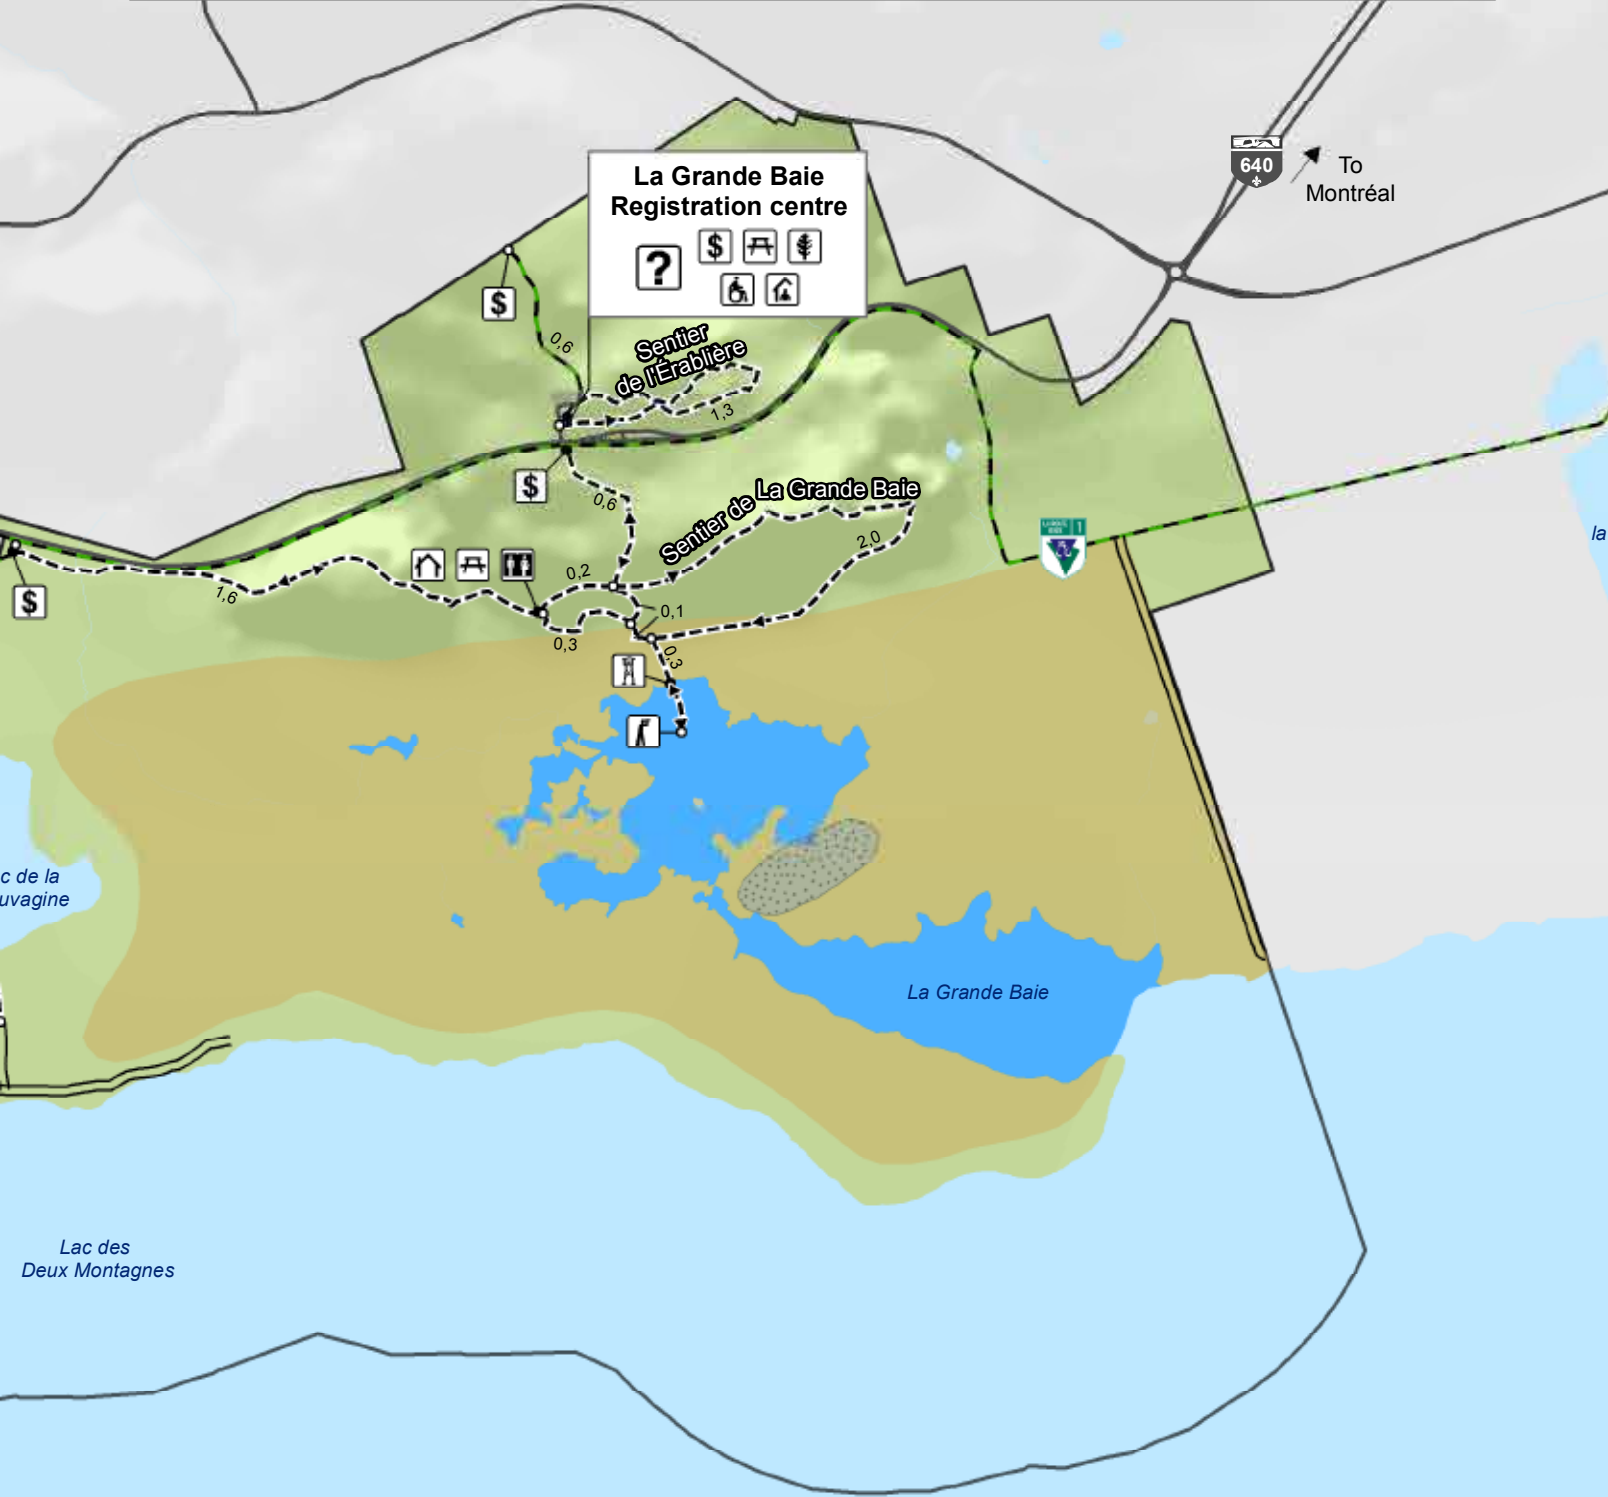 640
To
Montréal
La Grande Baie
Registration centre
?
$
$
0,6
Sentier
de l'Érablière
1,3
$
0,6
Sentier de La Grande Baie
2,0
1
0,2
1,6
$
0,1
0,3
0,3
la
c de la
uvagine
La Grande Baie
Lac des
Deux Montagnes